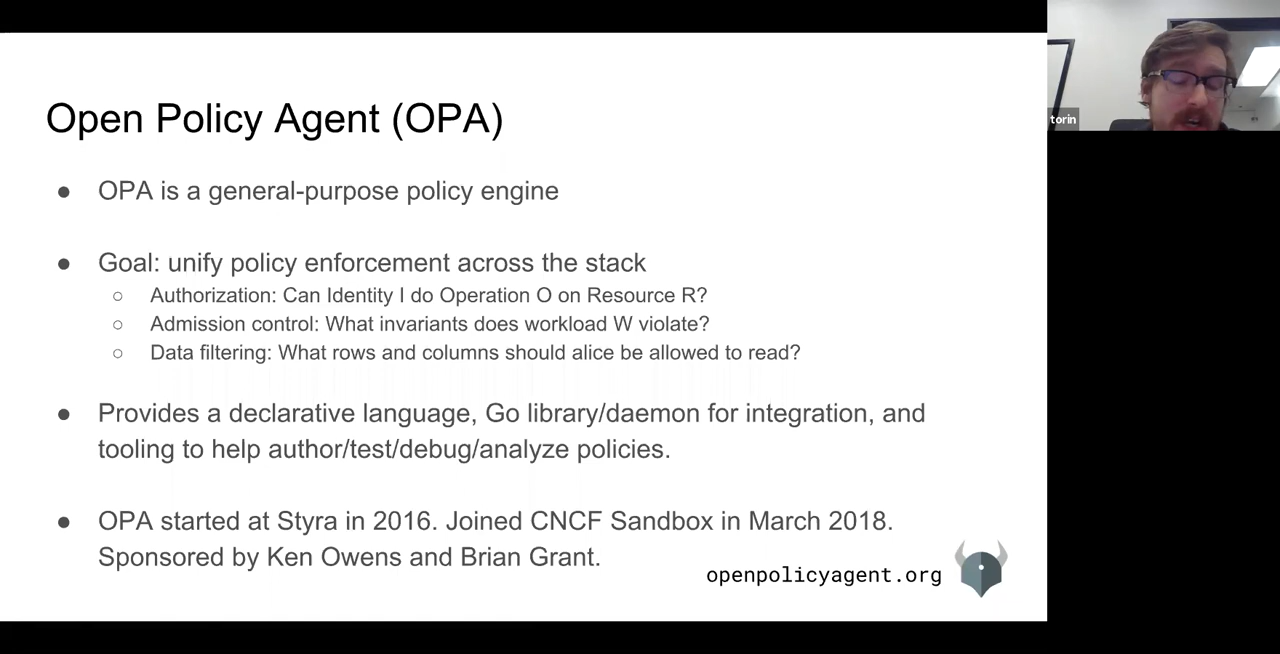 Open Policy Agent (OPA)
● OPA is a general-purpose policy engine
● Goal: unify policy enforcement across the stack
○ Authorization: Can Identity I do Operation O on Resource R?
○ Admission control: What invariants does workload W violate?
○ Data filtering: What rows and columns should alice be allowed to read?
● Provides a declarative language, Go library/daemon for integration, and
tooling to help author/test/debug/analyze policies.
● OPA started at Styra in 2016. Joined CNCF Sandbox in March 2018.
Sponsored by Ken Owens and Brian Grant.
openpolicyagent.org
torin